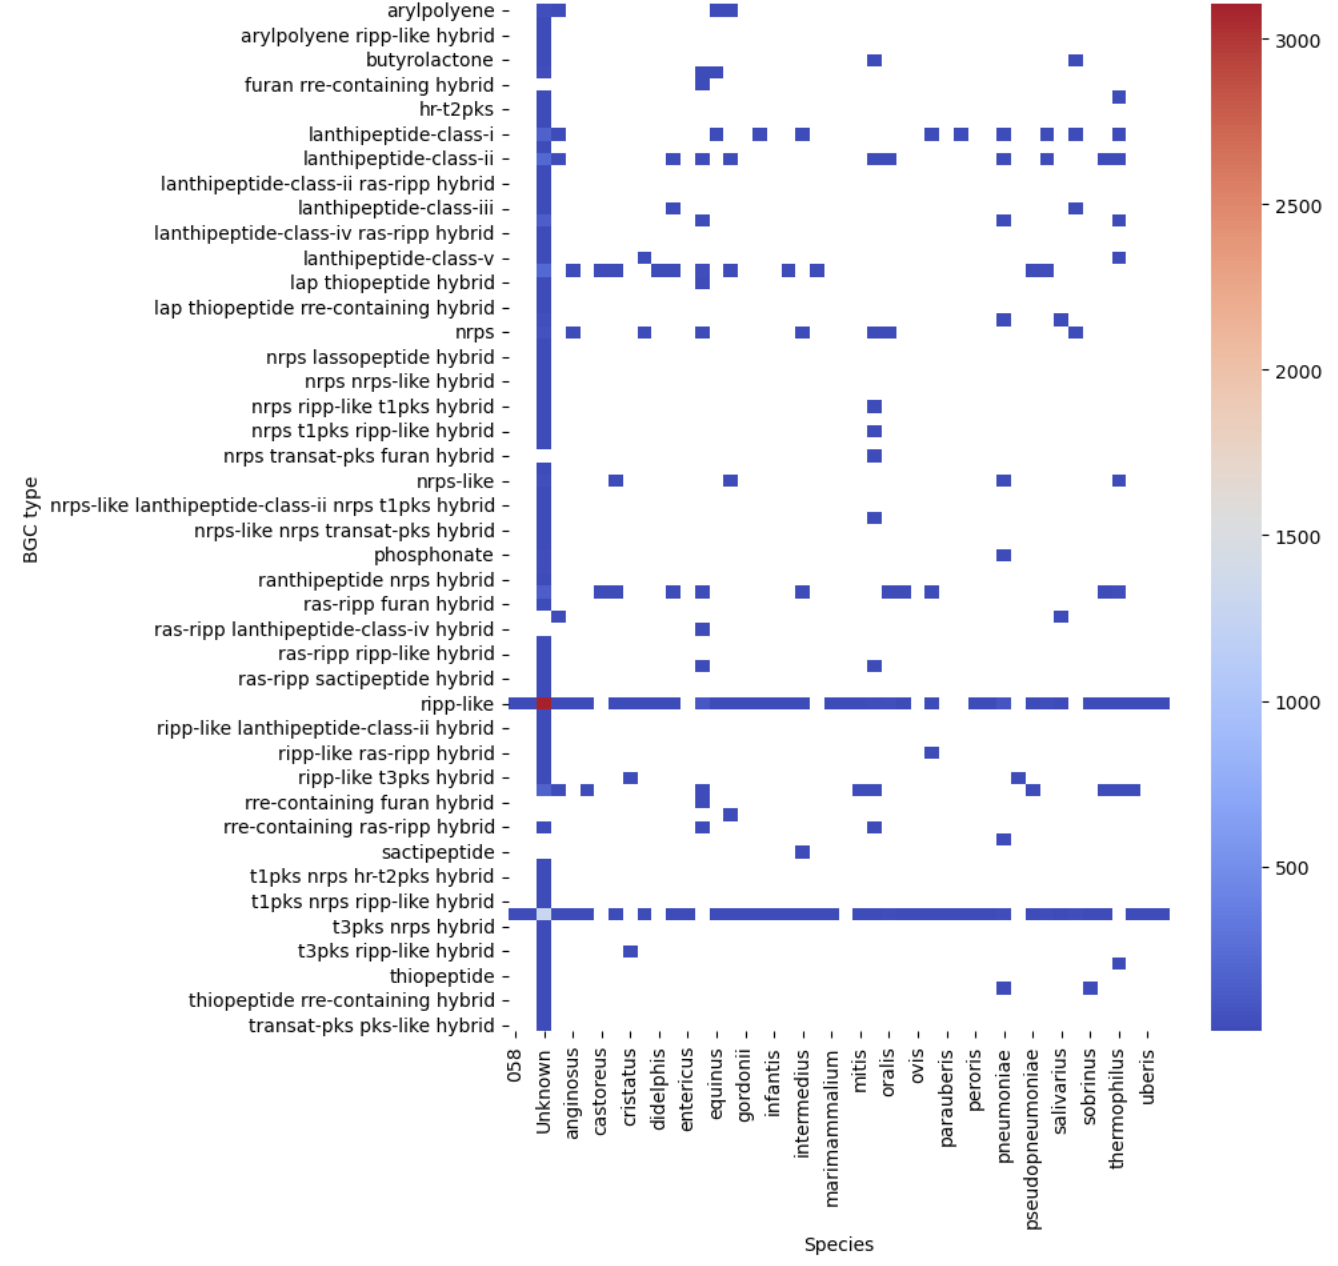 BGC type
arylpolyene
arylpolyene ripp-like hybrid
butyrolactone
furan rre-containing hybrid
hr-t2pks
lanthipeptide-class-i
lanthipeptide-class-ii
lanthipeptide-class-ii ras-ripp hybrid
lanthipeptide-class-iii
lanthipeptide-class-iv ras-ripp hybrid
lanthipeptide-class-v
lap thiopeptide hybrid
lap thiopeptide rre-containing hybrid
nrps
nrps lassopeptide hybrid
nrps nrps-like hybrid
nrps ripp-like t1pks hybrid
nrps t1pks ripp-like hybrid
nrps transat-pks furan hybrid
nrps-like
nrps-like lanthipeptide-class-ii nrps t1pks hybrid
nrps-like nrps transat-pks hybrid
phosphonate
ranthipeptide nrps hybrid
ras-ripp furan hybrid
ras-ripp lanthipeptide-class-iv hybrid
ras-ripp ripp-like hybrid
ras-ripp sactipeptide hybrid
ripp-like
ripp-like lanthipeptide-class-ii hybrid
ripp-like ras-ripp hybrid
ripp-like t3pks hybrid
rre-containing furan hybrid
rre-containing ras-ripp hybrid
sactipeptide
t1pks nrps hr-t2pks hybrid
t1pks nrps ripp-like hybrid
t3pks nrps hybrid
t3pks ripp-like hybrid
thiopeptide
thiopeptide rre-containing hybrid
transat-pks pks-like hybrid
058
Unknown
anginosus
castoreus
cristatus
didelphis
entericus
equinus
gordonii
infantis
intermedius
marimammalium
mitis
oralis
ovis
parauberis
peroris
pneumoniae
pseudopneumoniae
salivarius
sobrinus
thermophilus
uberis
Species
3000
2500
2000
1500
1000
500